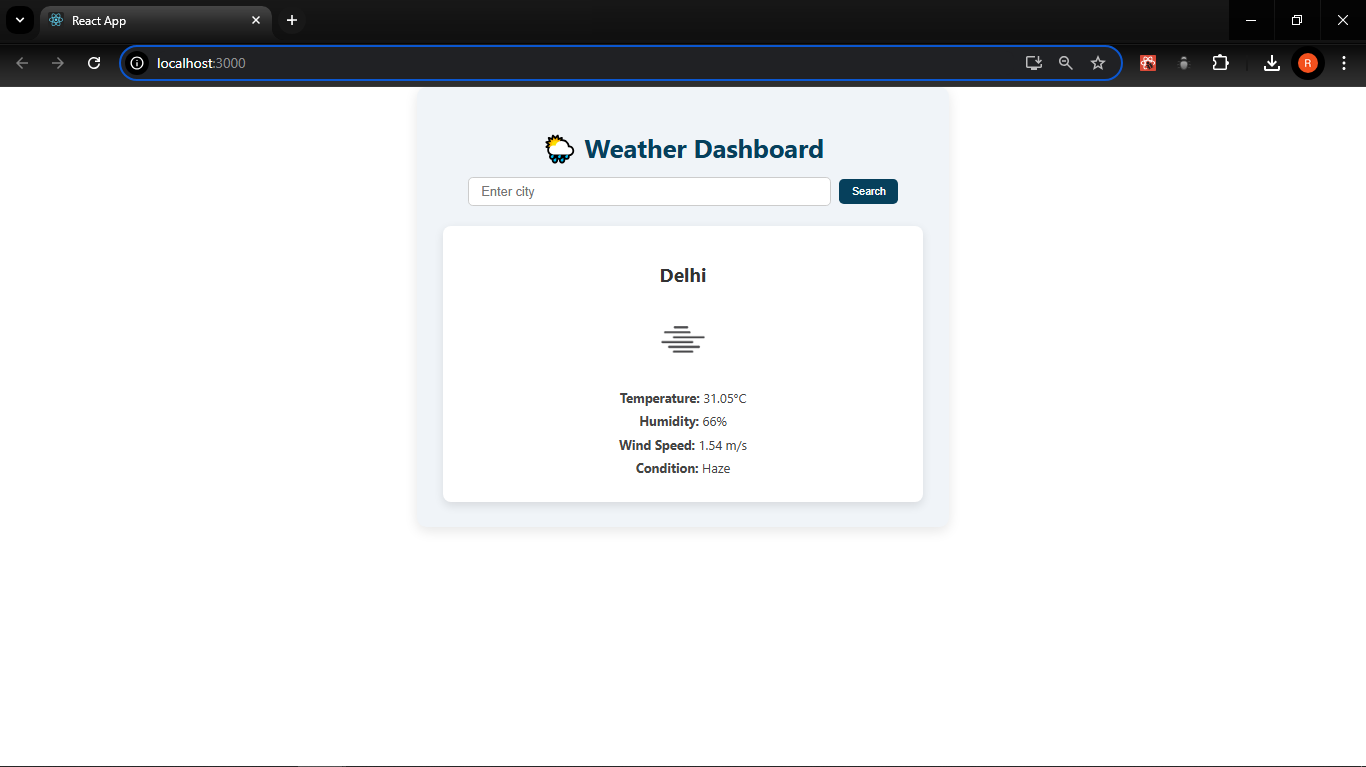 React App
localhost:3000
R
Weather Dashboard
Enter city
Search
Delhi
Temperature: 31.05°C
Humidity: 66%
Wind Speed: 1.54 m/s
Condition: Haze